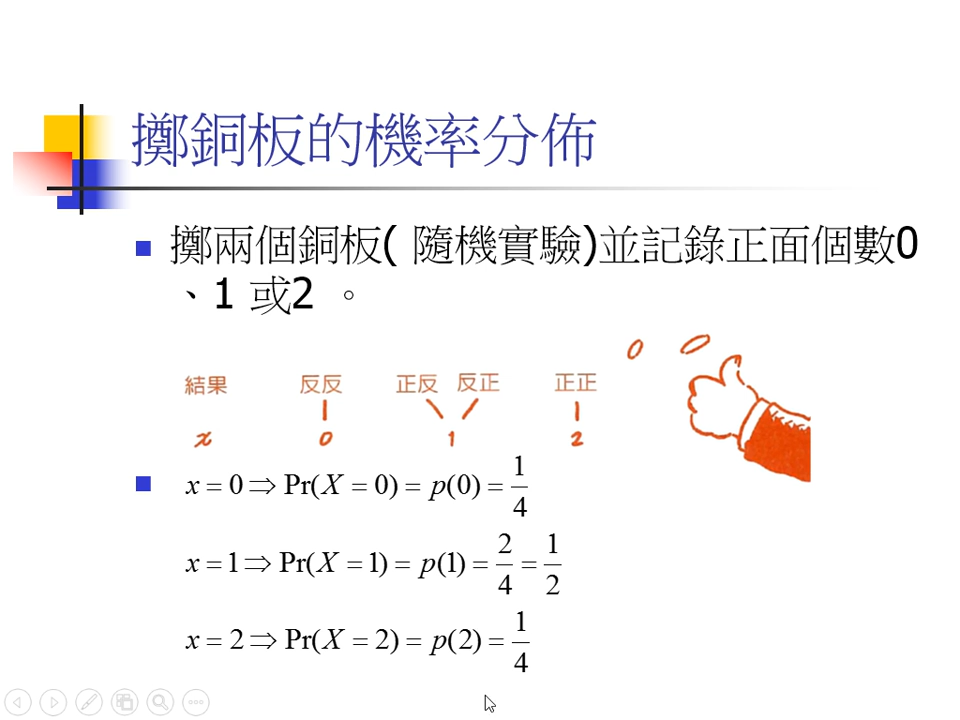 擲銅板的機率分佈
擲兩個銅板( 隨機實驗)並記錄正面個數0
、1 或2 。
結果 反反 正反 反正 正正
x 0 1 2
x = 0 ⇒ Pr(X = 0) = p(0) = 1/4
x = 1 ⇒ Pr(X = 1) = p(1) = 2/4 = 1/2
x = 2 ⇒ Pr(X = 2) = p(2) = 1/4